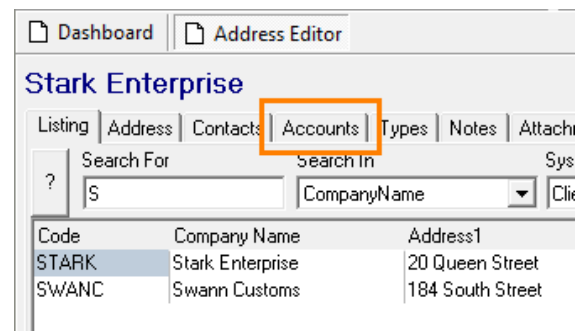 Dashboard Address Editor
Stark Enterprise
Listing Address Contacts Accounts Types Notes
Search For Search In
? S CompanyName
Code Company Name Address1
STARK Stark Enterprise 20 Queen Street
SWANC Swann Customs 184 South Street